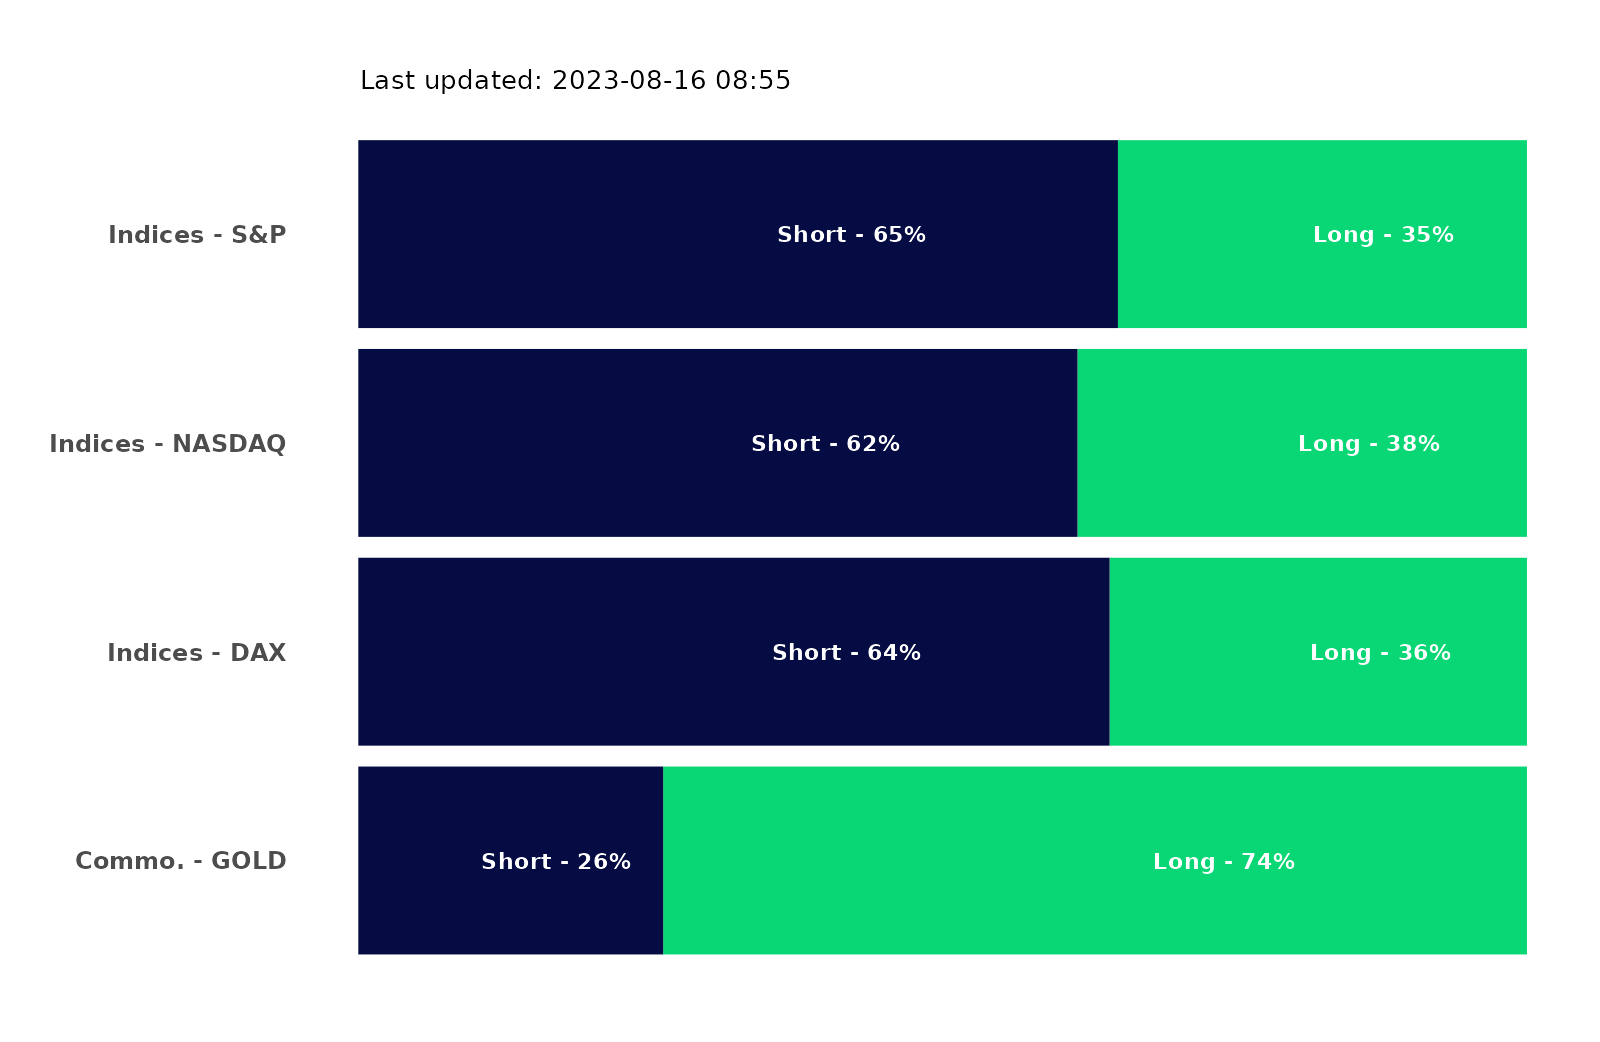 Last updated: 2023-08-16 08:55
Indices - S&P Short - 65% Long - 35%
Indices - NASDAQ Short - 62% Long - 38%
Indices - DAX Short - 64% Long - 36%
Commo. - GOLD Short - 26% Long - 74%